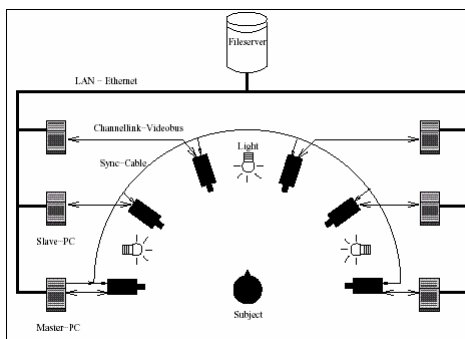 Fileserver
LAN - Ethernet
Channellink-Videobus
Light
Sync-Cable
Slave-PC
Subject
Master-PC